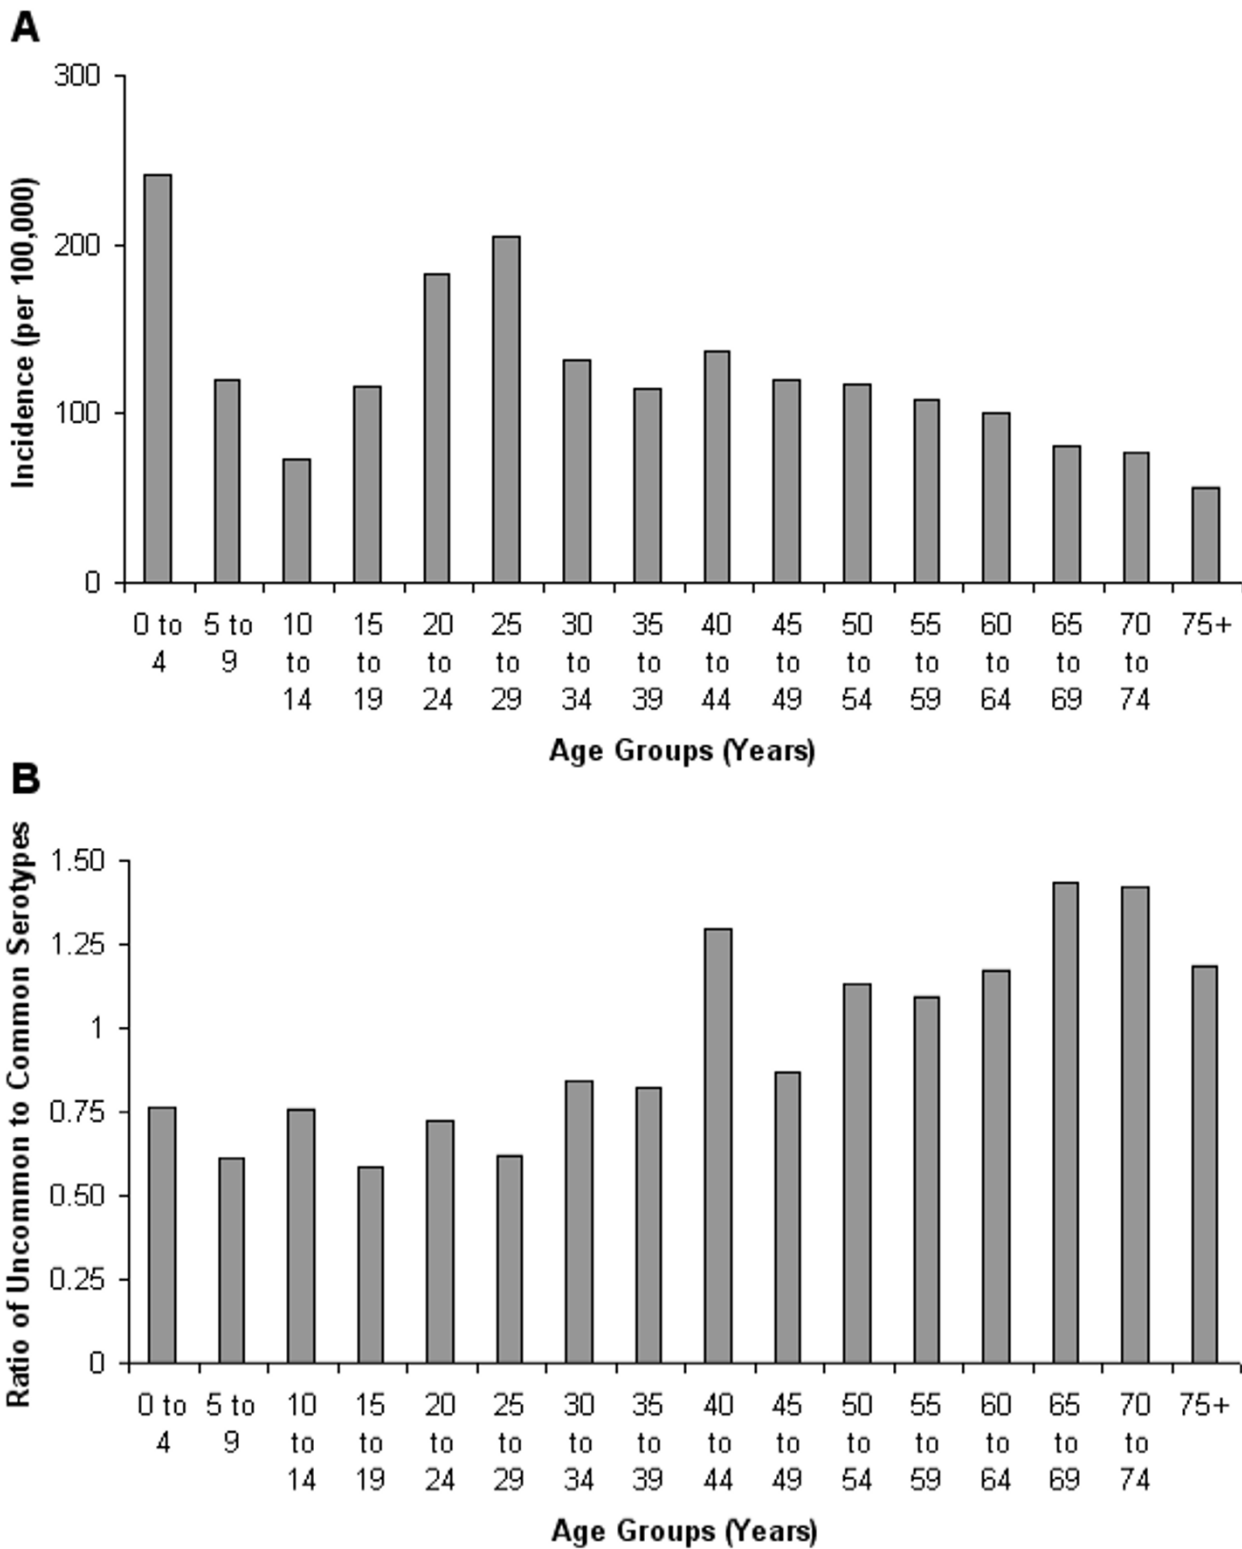 A
300
200
100
0
Incidence (per 100,000)
0 to 5 to 10 15 20 25 30 35 40 45 50 55 60 65 70 75+
4 9 to to to to to to to to to to to to to
14 19 24 29 34 39 44 49 54 59 64 69 74
Age Groups (Years)
B
1.50
1.25
1
0.75
0.50
0.25
0
Ratio of Uncommon to Common Serotypes
0 to 5 to 10 15 20 25 30 35 40 45 50 55 60 65 70 75+
4 9 to to to to to to to to to to to to to
14 19 24 29 34 39 44 49 54 59 64 69 74
Age Groups (Years)